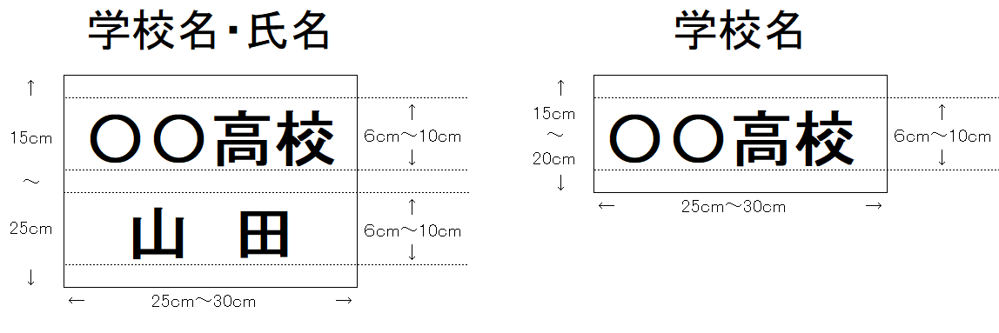 学校名・氏名
↑
15cm
～
25cm
↓
〇〇高校
↑
6cm～10cm
↓
山　田
↑
6cm～10cm
↓
← 25cm～30cm →
学校名
↑
15cm
～
20cm
↓
〇〇高校
↑
6cm～10cm
↓
← 25cm～30cm →